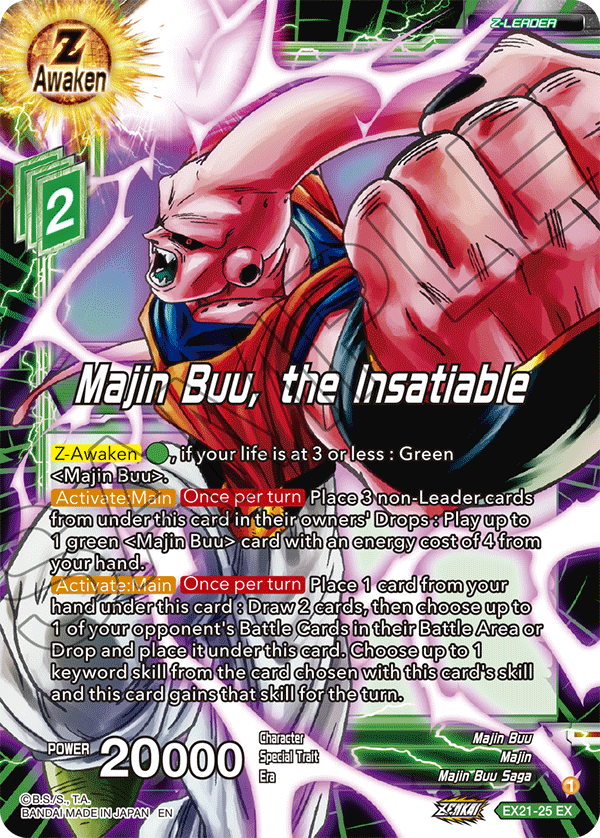 Z-LEADER
Z
Awaken
2
Majin Buu, the Insatiable
Z-Awaken , if your life is at 3 or less : Green
<Majin Buu>.
Activate:Main Once per turn Place 3 non-Leader cards
from under this card in their owners' Drops : Play up to
1 green <Majin Buu> card with an energy cost of 4 from
your hand.
Activate:Main Once per turn Place 1 card from your
hand under this card : Draw 2 cards, then choose up to
1 of your opponent's Battle Cards in their Battle Area or
Drop and place it under this card. Choose up to 1
keyword skill from the card chosen with this card's skill
and this card gains that skill for the turn.
POWER 20000
Character Majin Buu
Special Trait Majin
Era Majin Buu Saga
1
©B.S./S., T.A.
BANDAI MADE IN JAPAN EN
ZENKAI
EX21-25 EX
SAMPLE